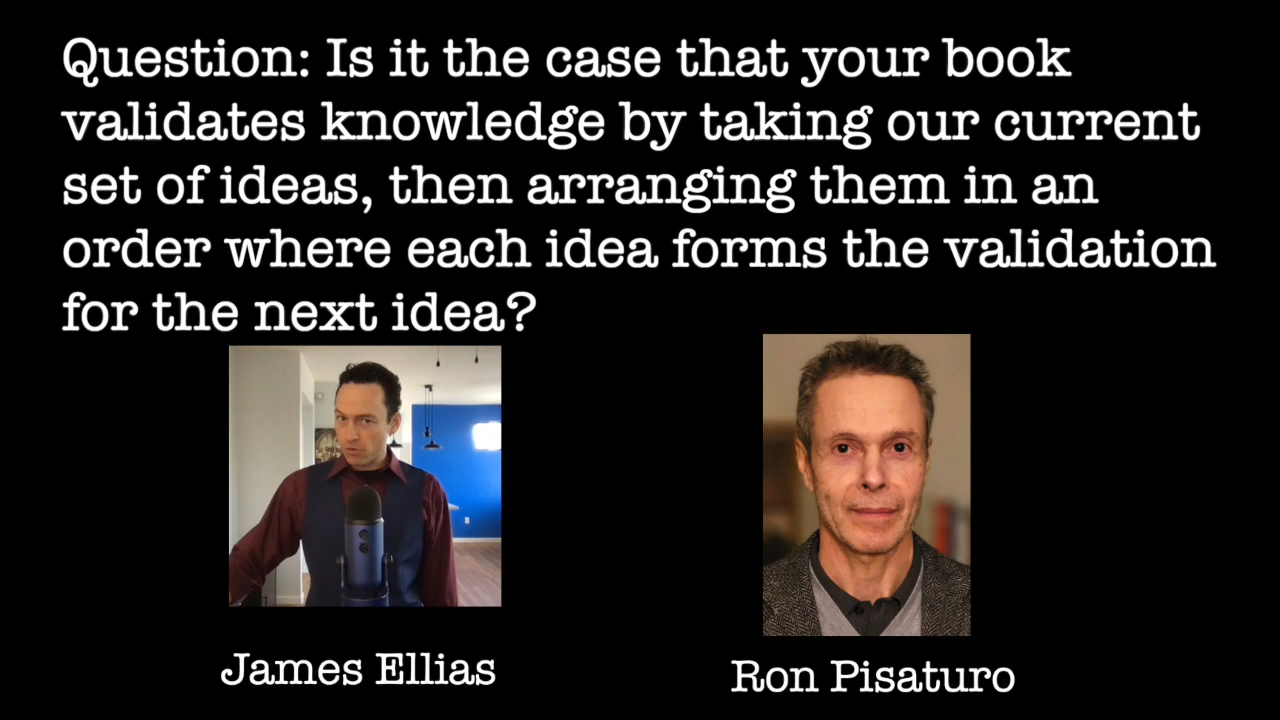 Question: Is it the case that your book
validates knowledge by taking our current
set of ideas, then arranging them in an
order where each idea forms the validation
for the next idea?
James Ellias
Ron Pisaturo